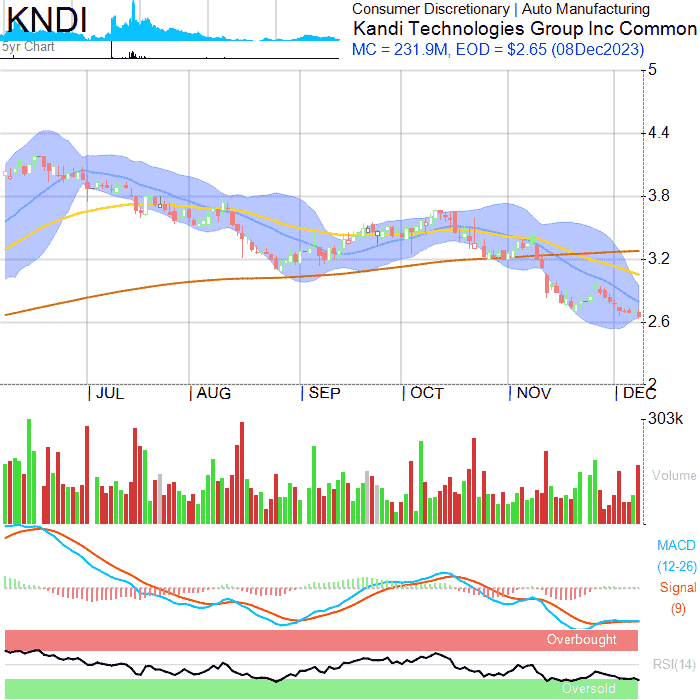 KNDI
5yr Chart
Consumer Discretionary | Auto Manufacturing
Kandi Technologies Group Inc Common
MC = 231.9M, EOD = $2.65 (08Dec2023)
5
4.4
3.8
3.2
2.6
2
JUL AUG SEP OCT NOV DEC
303k
Volume
MACD
(12-26)
Signal
(9)
Overbought
RSI(14)
Oversold